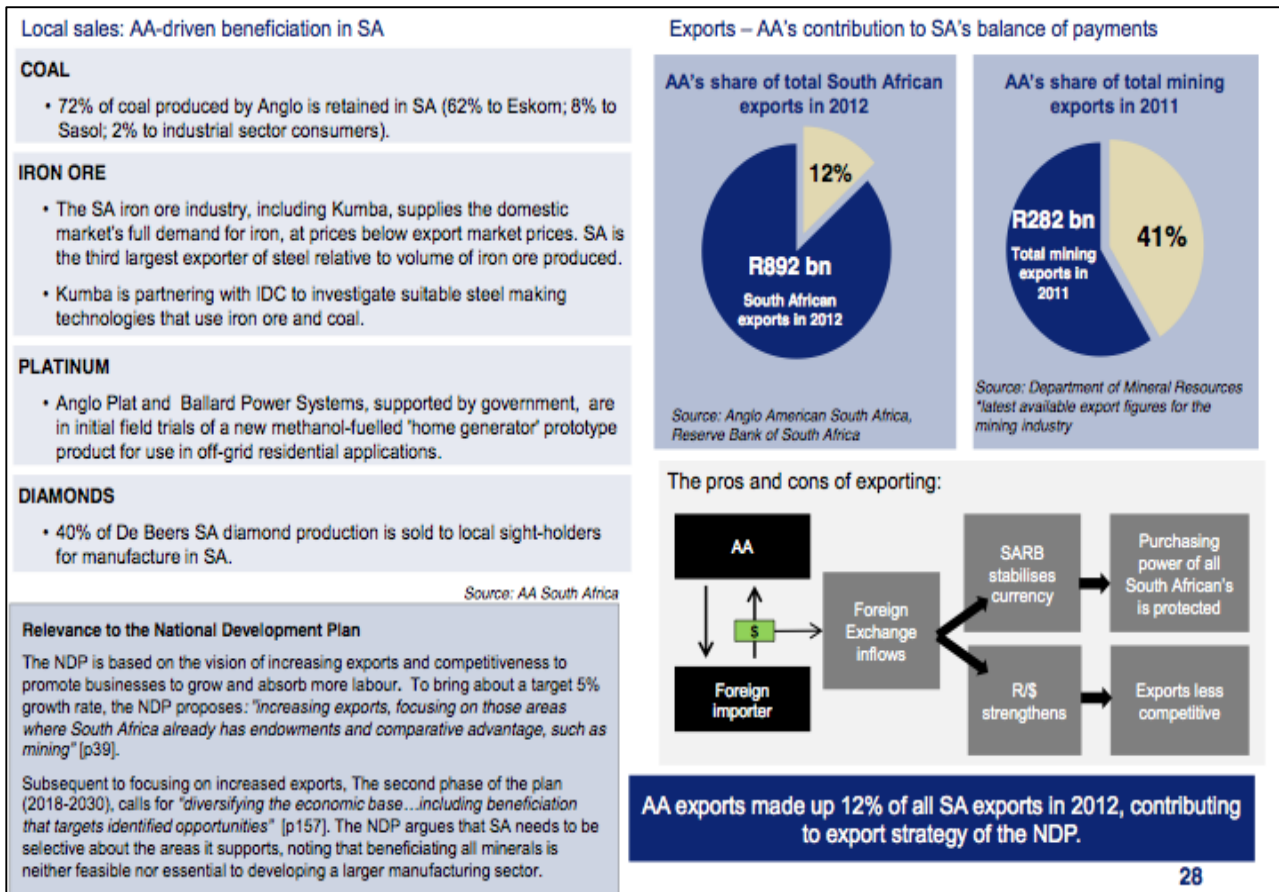 Local sales: AA-driven beneficiation in SA
COAL
• 72% of coal produced by Anglo is retained in SA (62% to Eskom; 8% to
Sasol; 2% to industrial sector consumers).
IRON ORE
• The SA iron ore industry, including Kumba, supplies the domestic
market's full demand for iron, at prices below export market prices. SA is
the third largest exporter of steel relative to volume of iron ore produced.
• Kumba is partnering with IDC to investigate suitable steel making
technologies that use iron ore and coal.
PLATINUM
• Anglo Plat and Ballard Power Systems, supported by government, are
in initial field trials of a new methanol-fuelled 'home generator' prototype
product for use in off-grid residential applications.
DIAMONDS
• 40% of De Beers SA diamond production is sold to local sight-holders
for manufacture in SA.
Source: AA South Africa
Relevance to the National Development Plan
The NDP is based on the vision of increasing exports and competitiveness to
promote businesses to grow and absorb more labour. To bring about a target 5%
growth rate, the NDP proposes: "increasing exports, focusing on those areas
where South Africa already has endowments and comparative advantage, such as
mining" [p39].
Subsequent to focusing on increased exports, The second phase of the plan
(2018-2030), calls for "diversifying the economic base...including beneficiation
that targets identified opportunities" [p157]. The NDP argues that SA needs to be
selective about the areas it supports, noting that beneficiating all minerals is
neither feasible nor essential to developing a larger manufacturing sector.
Exports – AA's contribution to SA's balance of payments
AA's share of total South African
exports in 2012
12%
R892 bn
South African
exports in 2012
Source: Anglo American South Africa,
Reserve Bank of South Africa
AA's share of total mining
exports in 2011
R282 bn
Total mining
exports in
2011
41%
Source: Department of Mineral Resources
*latest available export figures for the
mining industry
The pros and cons of exporting:
AA
$
Foreign
importer
Foreign
Exchange
inflows
SARB
stabilises
currency
Purchasing
power of all
South African's
is protected
R/$
strengthens
Exports less
competitive
AA exports made up 12% of all SA exports in 2012, contributing
to export strategy of the NDP.
28